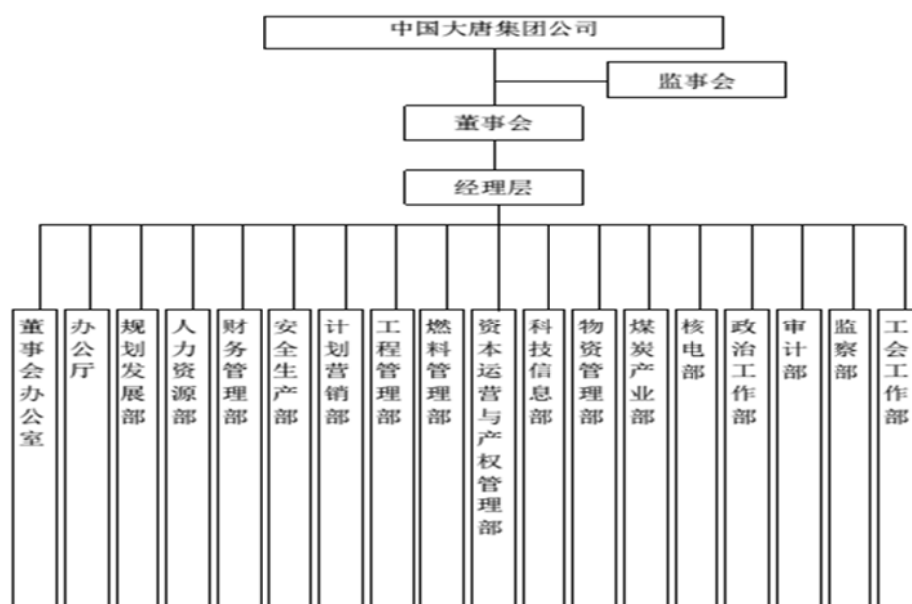 中国大唐集团公司
监事会
董事会
经理层
董事会办公室
办公厅
规划发展部
人力资源部
财务管理部
安全生产部
计划营销部
工程管理部
燃料管理部
资本运营与产权管理部
科技信息部
物资管理部
煤炭产业部
核电部
政治工作部
审计部
监察部
工会工作部